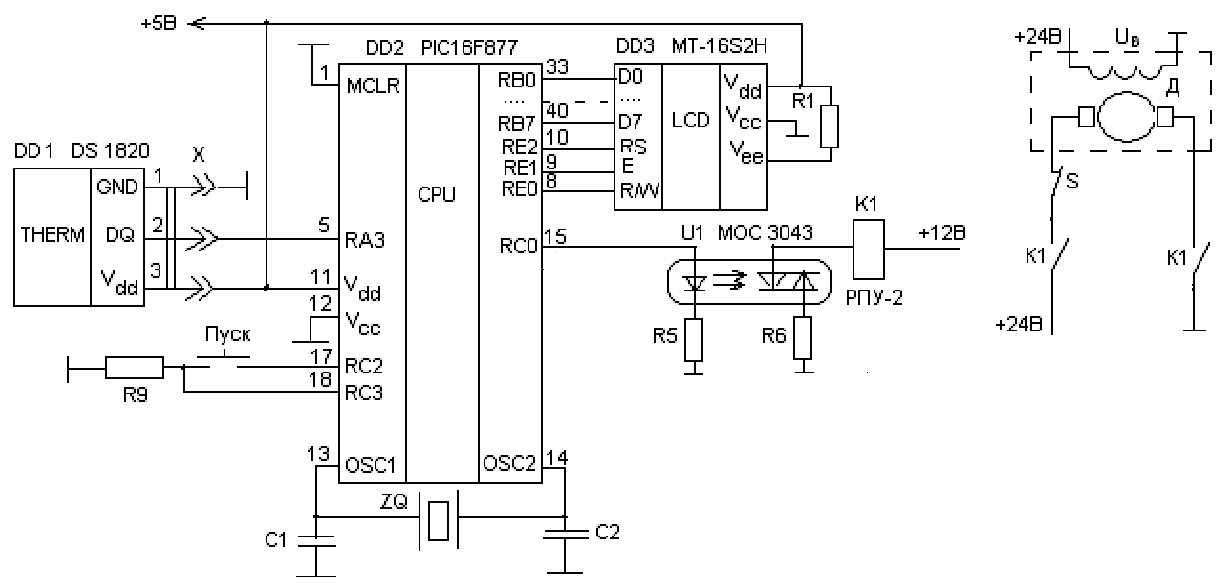 +5В
DD2 PIC16F877
DD3 MT-16S2H
+24В
Uв
Д
1
MCLR
RB0
33
D0
....
....
RB7
40
D7
RE2
10
RS
RE1
9
E
RE0
8
R/W
LCD
Vdd
Vcc
Vee
R1
DD1 DS 1820
X
THERM
GND
1
DQ
2
Vdd
3
5
RA3
CPU
RC0
15
U1 MOC 3043
K1
+12В
РПУ-2
S
K1
K1
+24В
11
Vdd
12
Vcc
R5
R6
Пуск
17
RC2
18
RC3
R9
13
OSC1
OSC2
14
ZQ
C1
C2